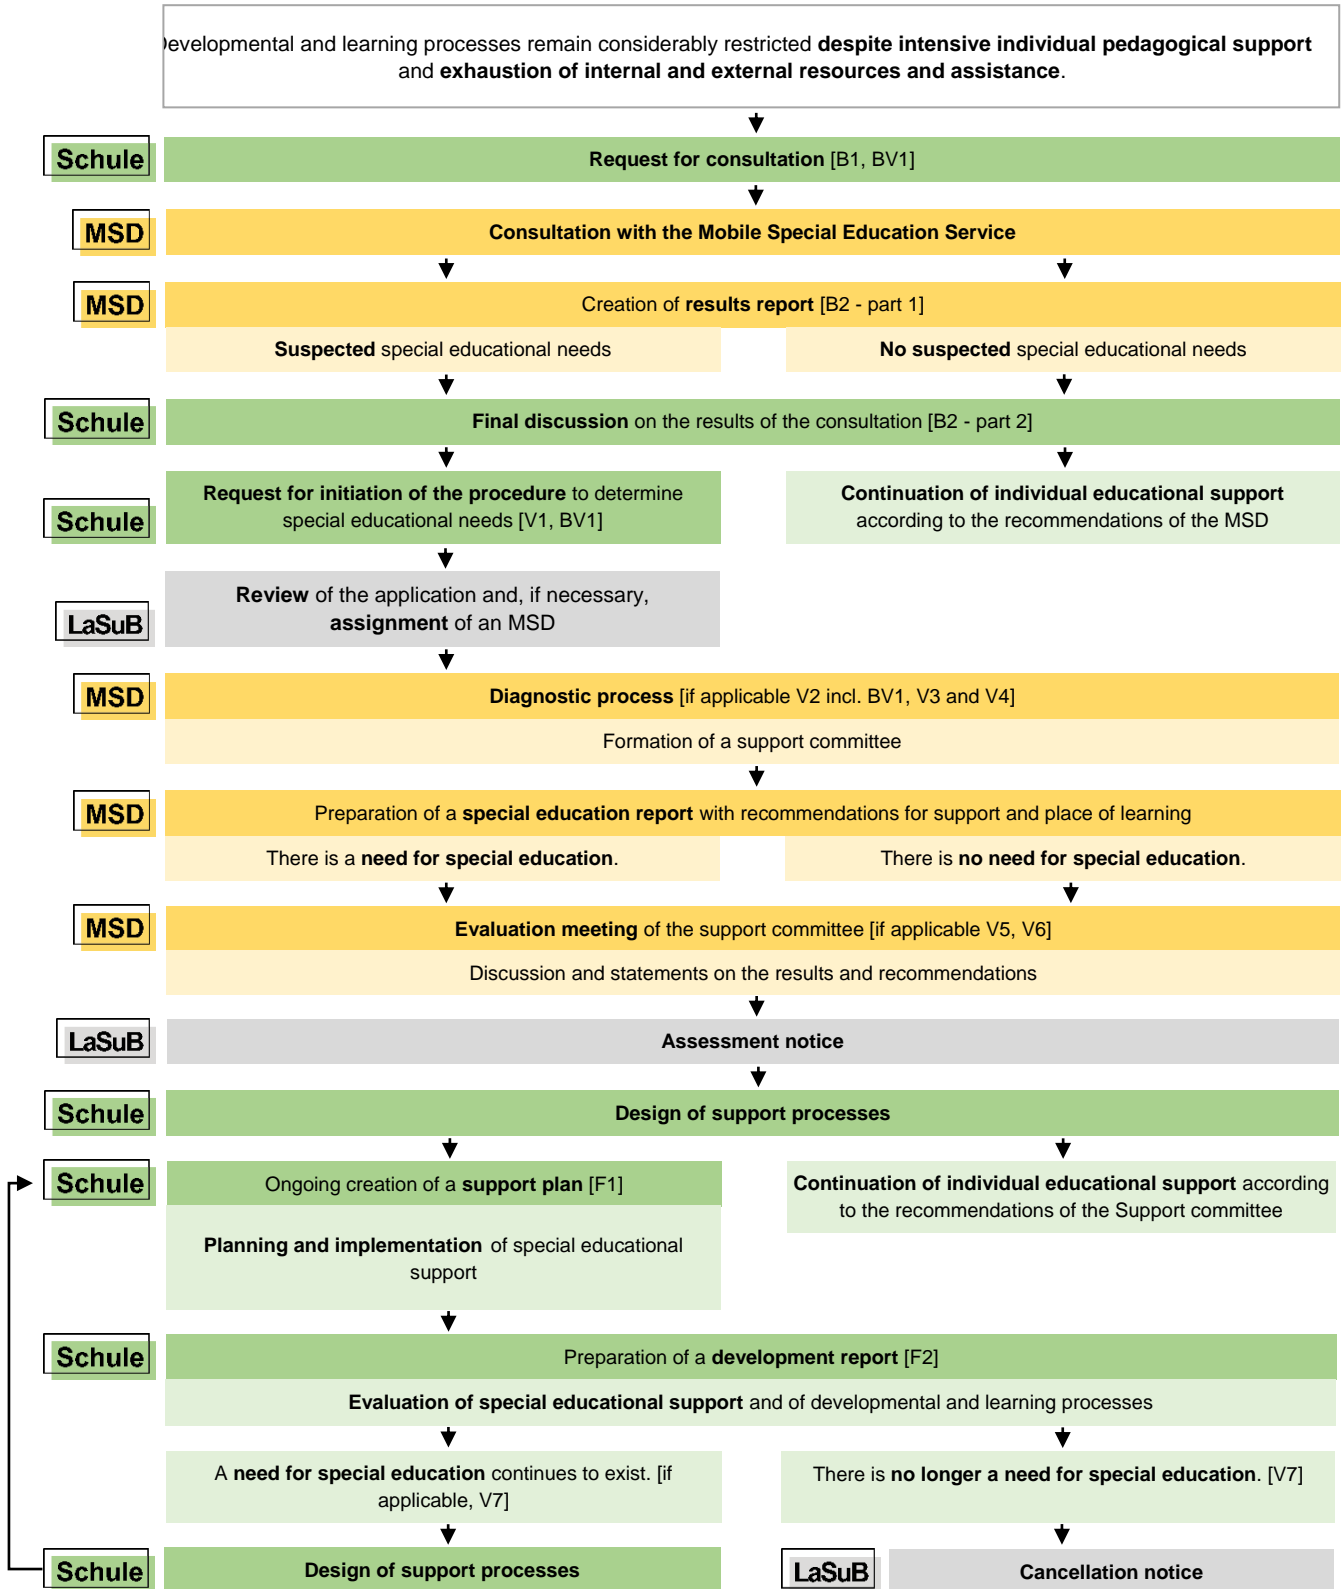 Developmental and learning processes remain considerably restricted despite intensive individual pedagogical support
and exhaustion of internal and external resources and assistance.
Schule
Request for consultation [B1, BV1]
MSD
Consultation with the Mobile Special Education Service
MSD
Creation of results report [B2 - part 1]
Suspected special educational needs
No suspected special educational needs
Schule
Final discussion on the results of the consultation [B2 - part 2]
Schule
Request for initiation of the procedure to determine
special educational needs [V1, BV1]
Continuation of individual educational support
according to the recommendations of the MSD
LaSuB
Review of the application and, if necessary,
assignment of an MSD
MSD
Diagnostic process [if applicable V2 incl. BV1, V3 and V4]
Formation of a support committee
MSD
Preparation of a special education report with recommendations for support and place of learning
There is a need for special education.
There is no need for special education.
MSD
Evaluation meeting of the support committee [if applicable V5, V6]
Discussion and statements on the results and recommendations
LaSuB
Assessment notice
Schule
Design of support processes
Schule
Ongoing creation of a support plan [F1]
Planning and implementation of special educational
support
Continuation of individual educational support according
to the recommendations of the Support committee
Schule
Preparation of a development report [F2]
Evaluation of special educational support and of developmental and learning processes
A need for special education continues to exist. [if
applicable, V7]
There is no longer a need for special education. [V7]
Schule
Design of support processes
LaSuB
Cancellation notice